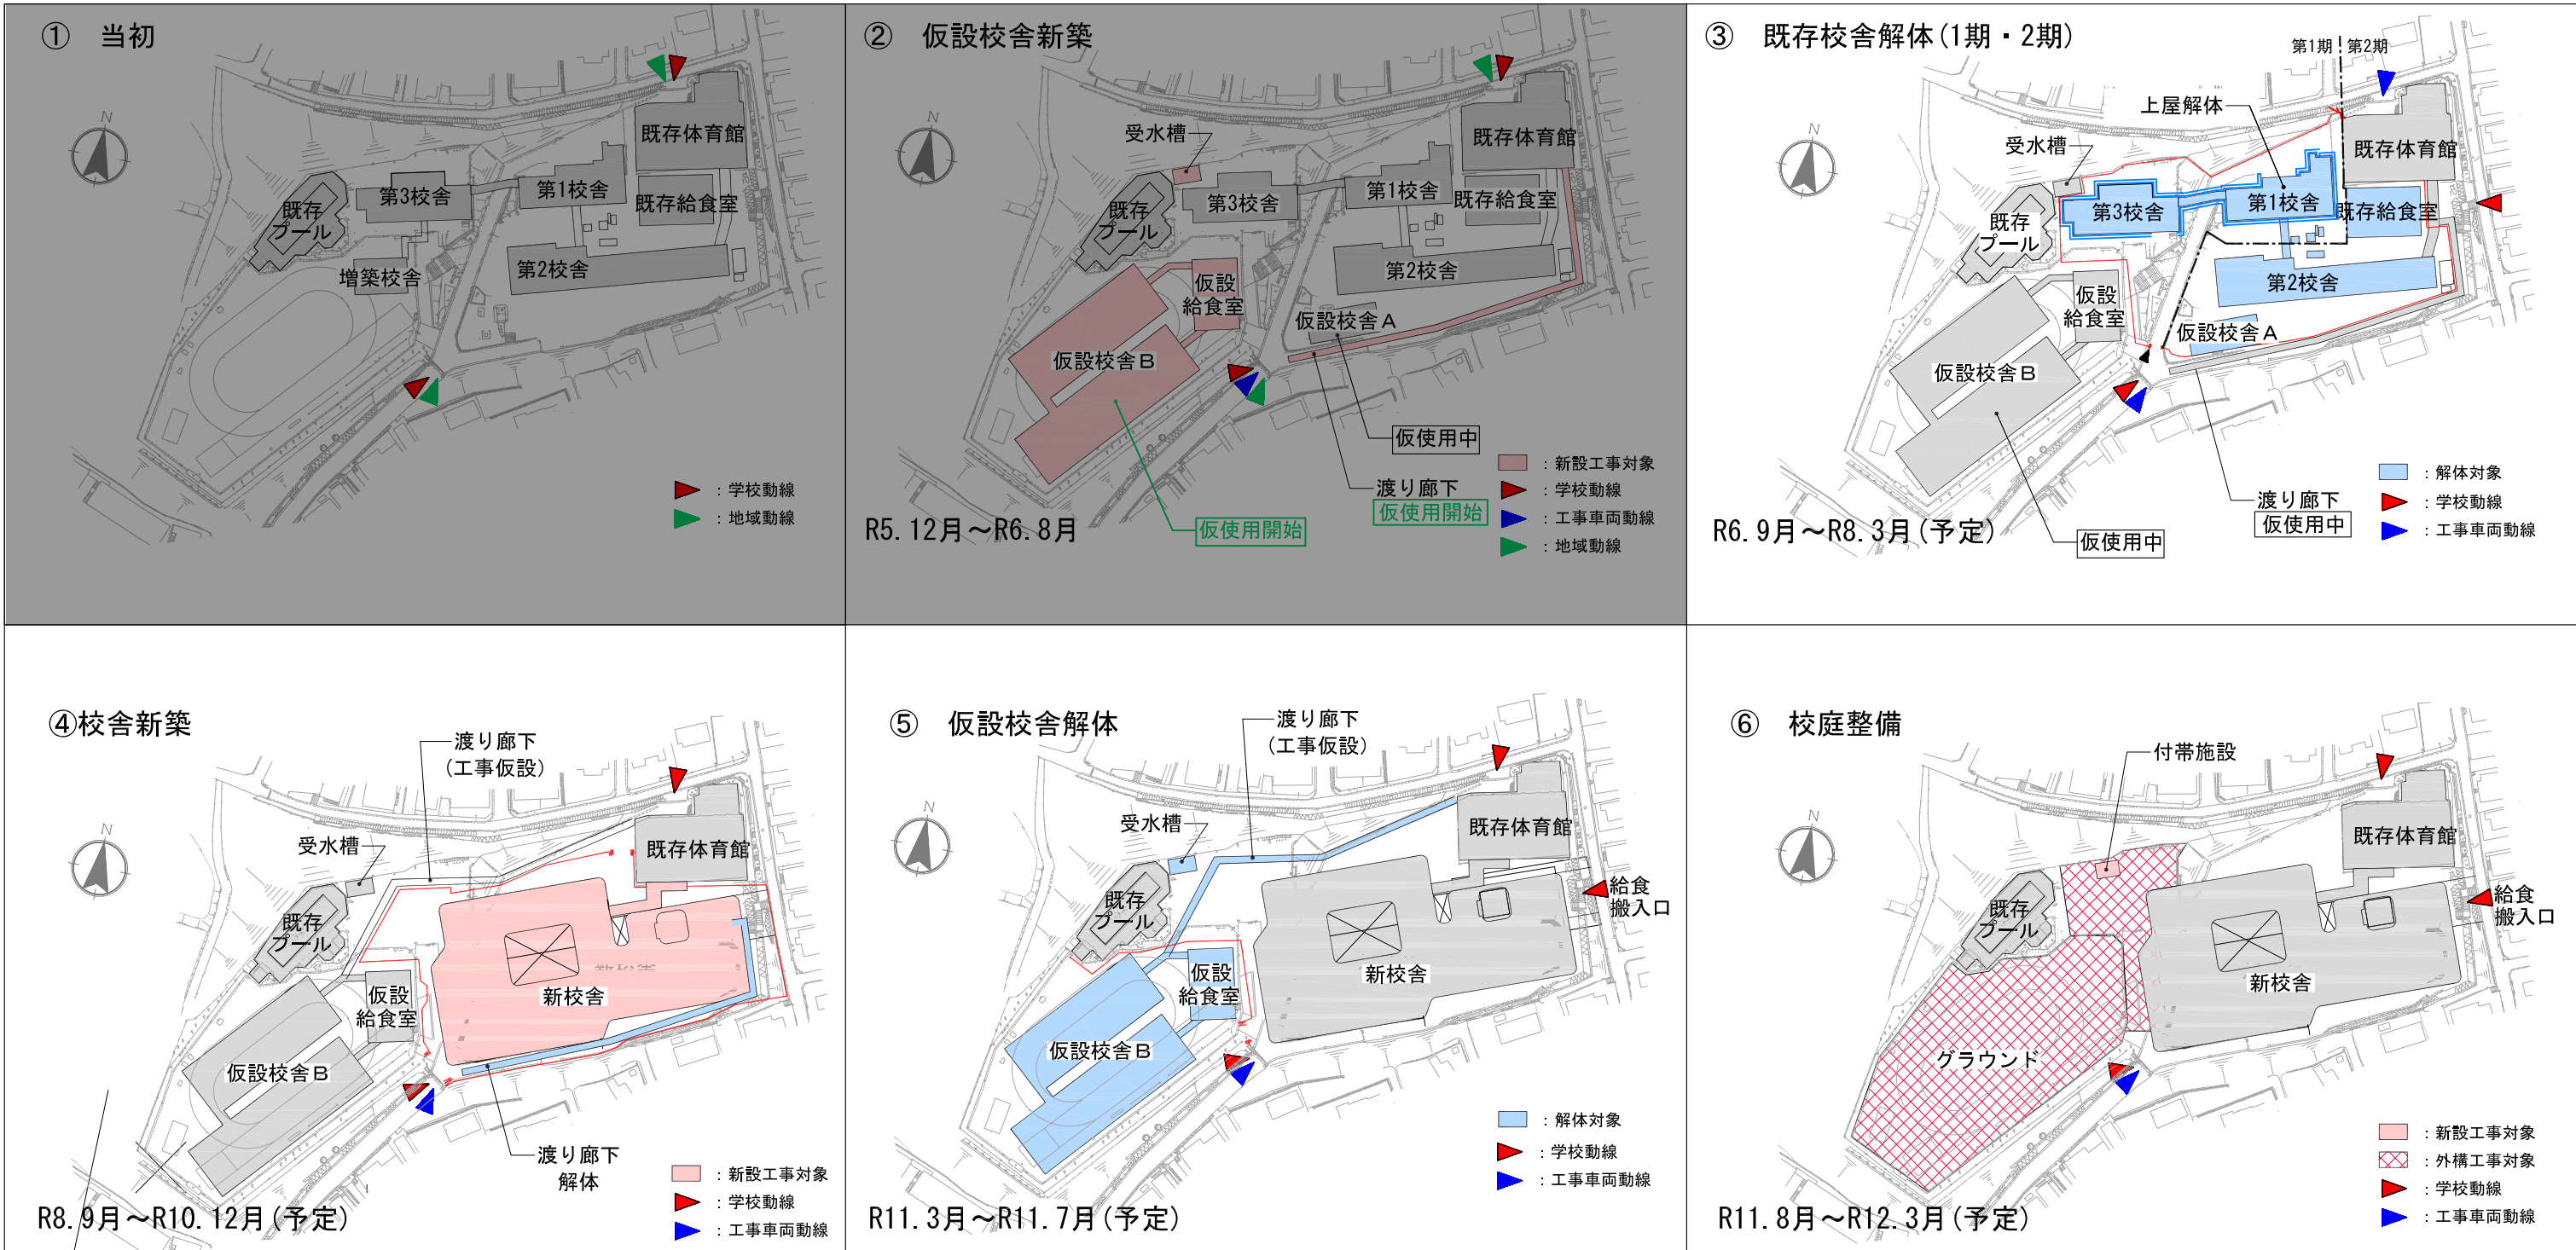 ① 当初
N
既存体育館
第3校舎
第1校舎
既存給食室
既存
プール
増築校舎
第2校舎
：学校動線
：地域動線
② 仮設校舎新築
N
受水槽
既存体育館
第3校舎
第1校舎
既存給食室
既存
プール
第2校舎
仮設
給食室
仮設校舎A
仮設校舎B
仮使用中
渡り廊下
仮使用開始
仮使用開始
：新設工事対象
：学校動線
：工事車両動線
：地域動線
R5.12月～R6.8月
③ 既存校舎解体(1期・2期)
第1期
第2期
N
上屋解体
受水槽
既存体育館
第3校舎
第1校舎
既存給食室
既存
プール
第2校舎
仮設
給食室
仮設校舎A
仮設校舎B
渡り廊下
仮使用中
仮使用中
：解体対象
：学校動線
：工事車両動線
R6.9月～R8.3月(予定)
④校舎新築
N
渡り廊下
(工事仮設)
受水槽
既存体育館
既存
プール
新校舎
仮設
給食室
仮設校舎B
渡り廊下
解体
：新設工事対象
：学校動線
：工事車両動線
R8.9月～R10.12月(予定)
⑤ 仮設校舎解体
N
渡り廊下
(工事仮設)
受水槽
既存体育館
既存
プール
給食
搬入口
新校舎
仮設
給食室
仮設校舎B
：解体対象
：学校動線
：工事車両動線
R11.3月～R11.7月(予定)
⑥ 校庭整備
N
付帯施設
既存体育館
既存
プール
給食
搬入口
新校舎
グラウンド
：新設工事対象
：外構工事対象
：学校動線
：工事車両動線
R11.8月～R12.3月(予定)